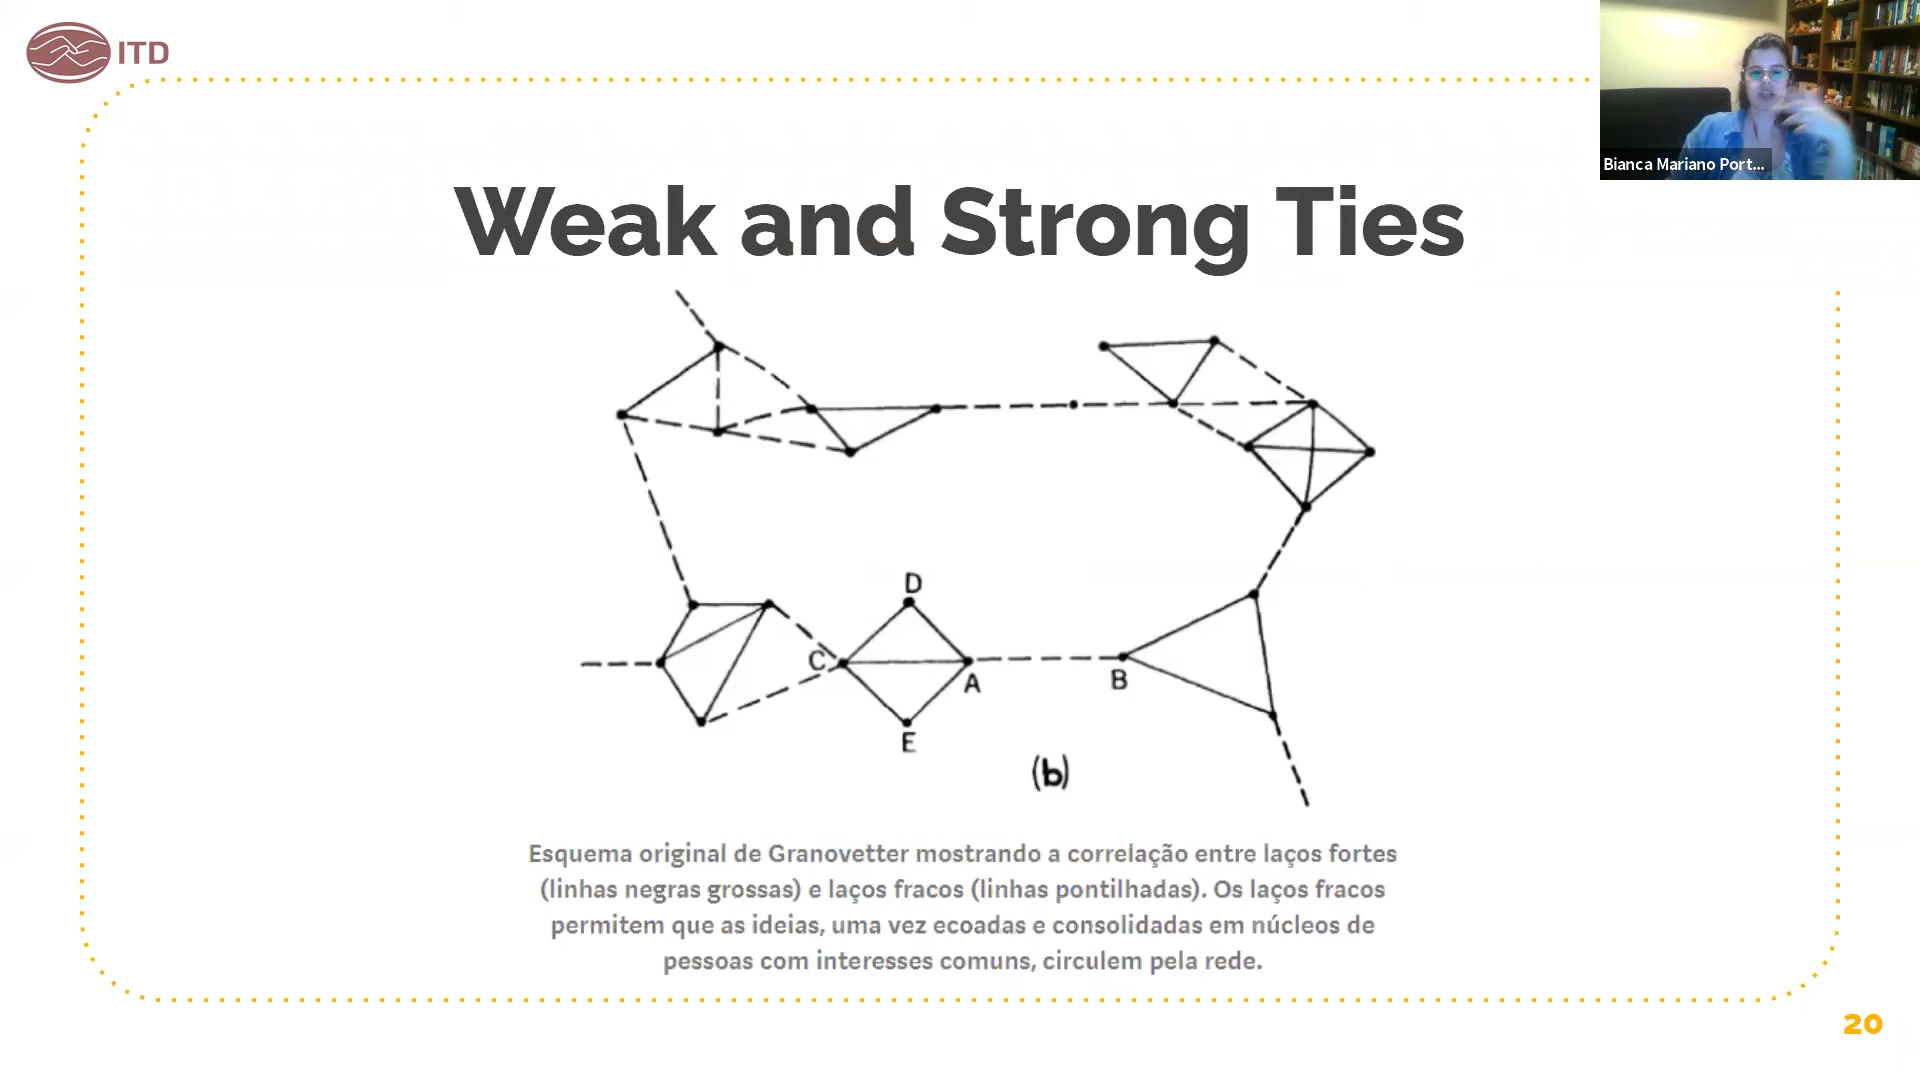 ITD
Bianca Mariano Port...
Weak and Strong Ties
D
C
A
B
E
(b)
Esquema original de Granovetter mostrando a correlação entre laços fortes
(linhas negras grossas) e laços fracos (linhas pontilhadas). Os laços fracos
permitem que as ideias, uma vez ecoadas e consolidadas em núcleos de
pessoas com interesses comuns, circulem pela rede.
20